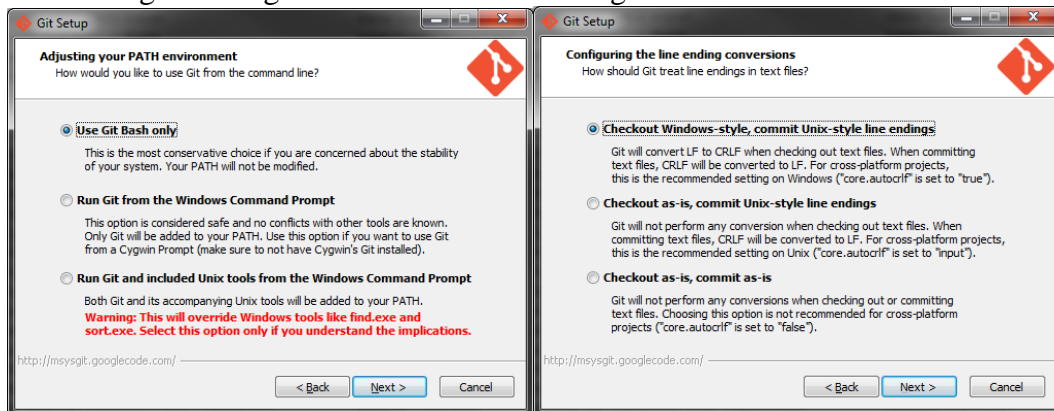 Git Setup
Adjusting your PATH environment
How would you like to use Git from the command line?
Use Git Bash only
This is the most conservative choice if you are concerned about the stability
of your system. Your PATH will not be modified.
Run Git from the Windows Command Prompt
This option is considered safe and no conflicts with other tools are known.
Only Git will be added to your PATH. Use this option if you want to use Git
from a Cygwin Prompt (make sure to not have Cygwin's Git installed).
Run Git and included Unix tools from the Windows Command Prompt
Both Git and its accompanying Unix tools will be added to your PATH.
Warning: This will override Windows tools like find.exe and
sort.exe. Select this option only if you understand the implications.
http://msysgit.googlecode.com/
< Back
Next >
Cancel
Git Setup
Configuring the line ending conversions
How should Git treat line endings in text files?
Checkout Windows-style, commit Unix-style line endings
Git will convert LF to CRLF when checking out text files. When committing
text files, CRLF will be converted to LF. For cross-platform projects,
this is the recommended setting on Windows ("core.autocrlf" is set to "true").
Checkout as-is, commit Unix-style line endings
Git will not perform any conversion when checking out text files. When
committing text files, CRLF will be converted to LF. For cross-platform projects,
this is the recommended setting on Unix ("core.autocrlf" is set to "input").
Checkout as-is, commit as-is
Git will not perform any conversions when checking out or committing
text files. Choosing this option is not recommended for cross-platform
projects ("core.autocrlf" is set to "false").
http://msysgit.googlecode.com/
< Back
Next >
Cancel